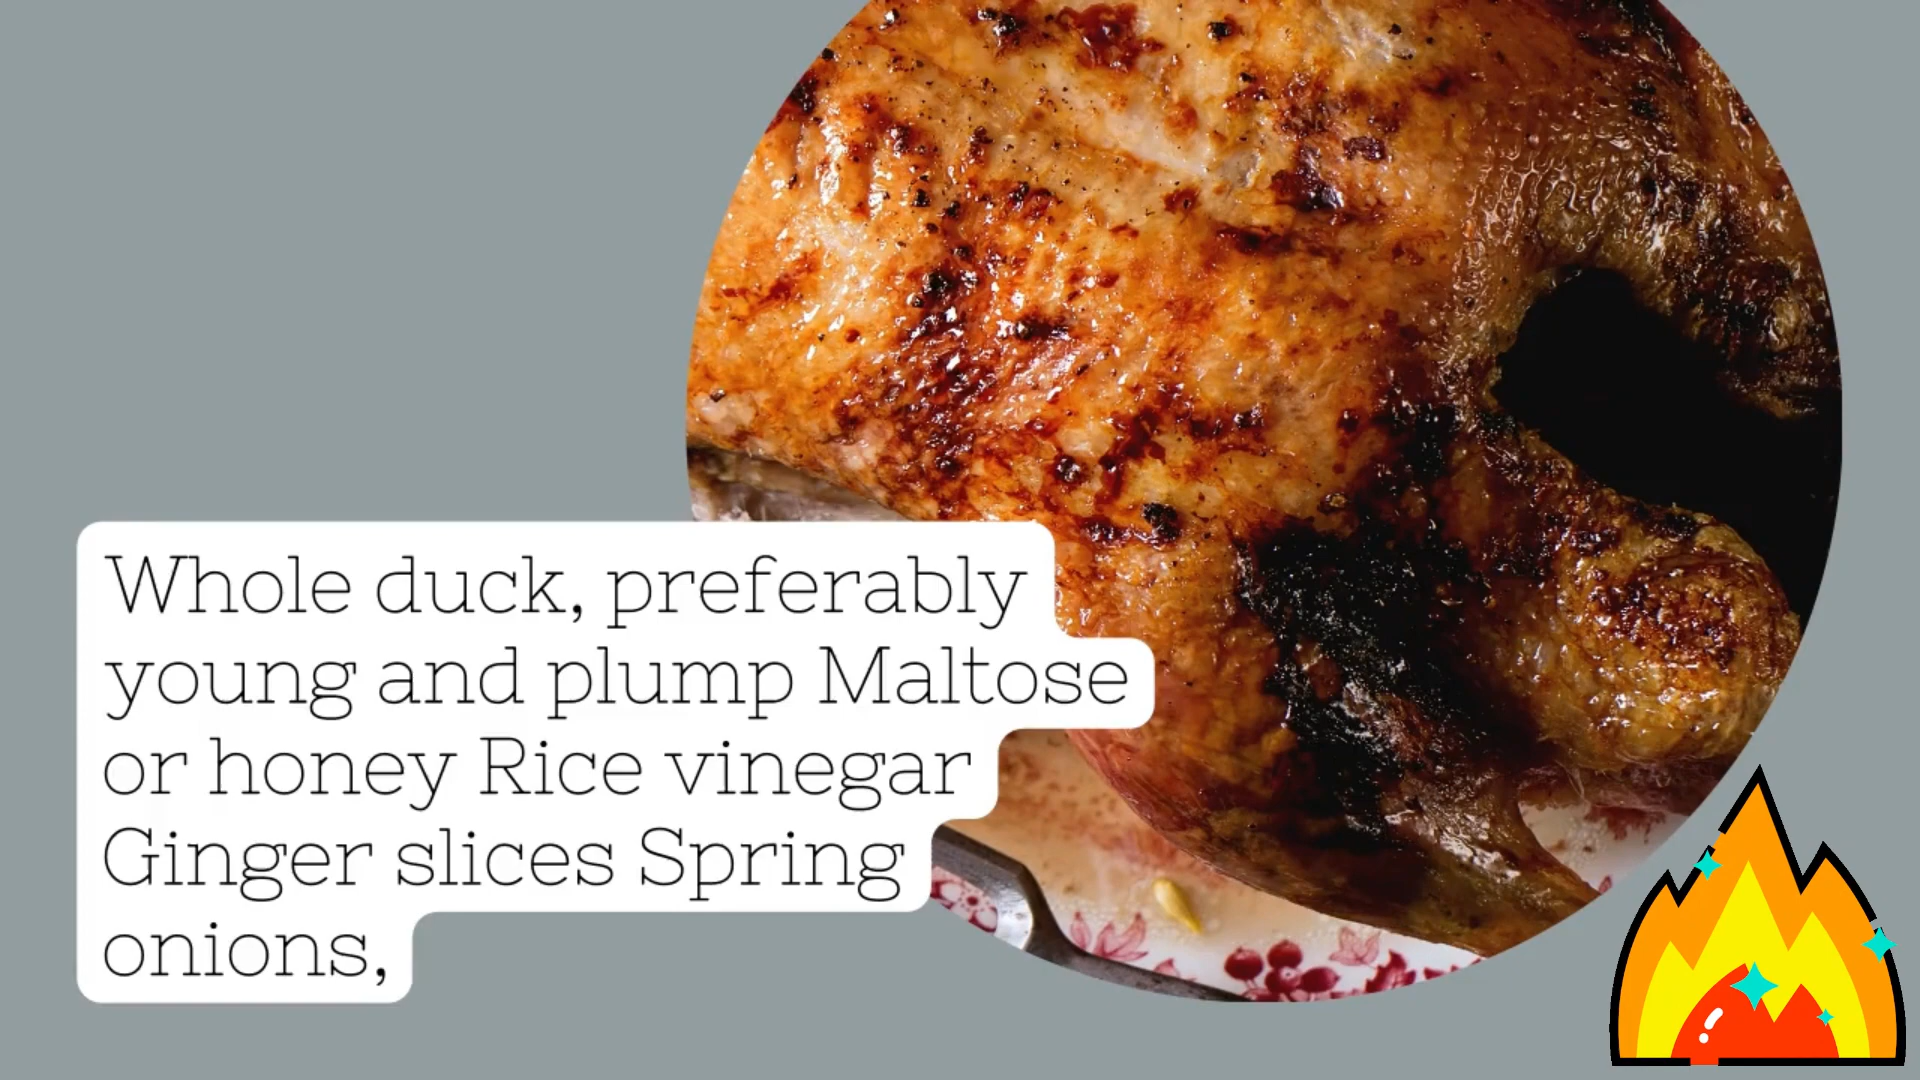 Whole duck, preferably
young and plump Maltose
or honey Rice vinegar
Ginger slices Spring
onions,